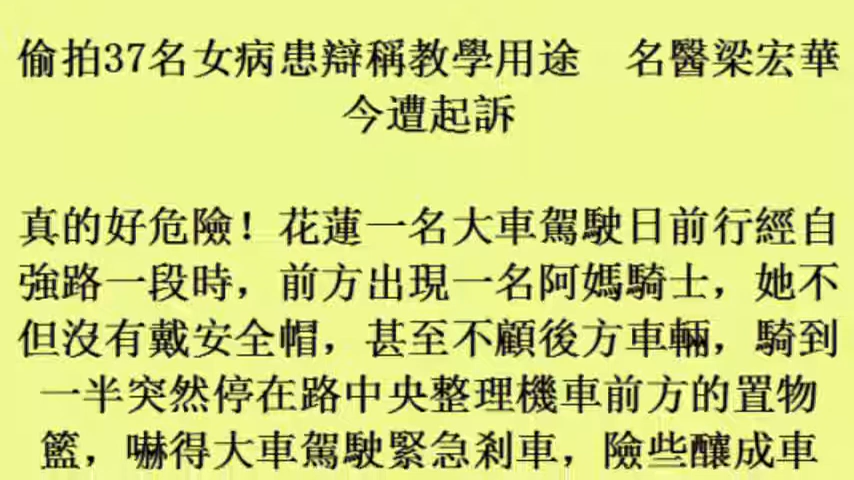 偷拍37名女病患辯稱教學用途　名醫梁宏華
今遭起訴
真的好危險！花蓮一名大車駕駛日前行經自
強路一段時，前方出現一名阿媽騎士，她不
但沒有戴安全帽，甚至不顧後方車輛，騎到
一半突然停在路中央整理機車前方的置物
籃，嚇得大車駕駛緊急剎車，險些釀成車